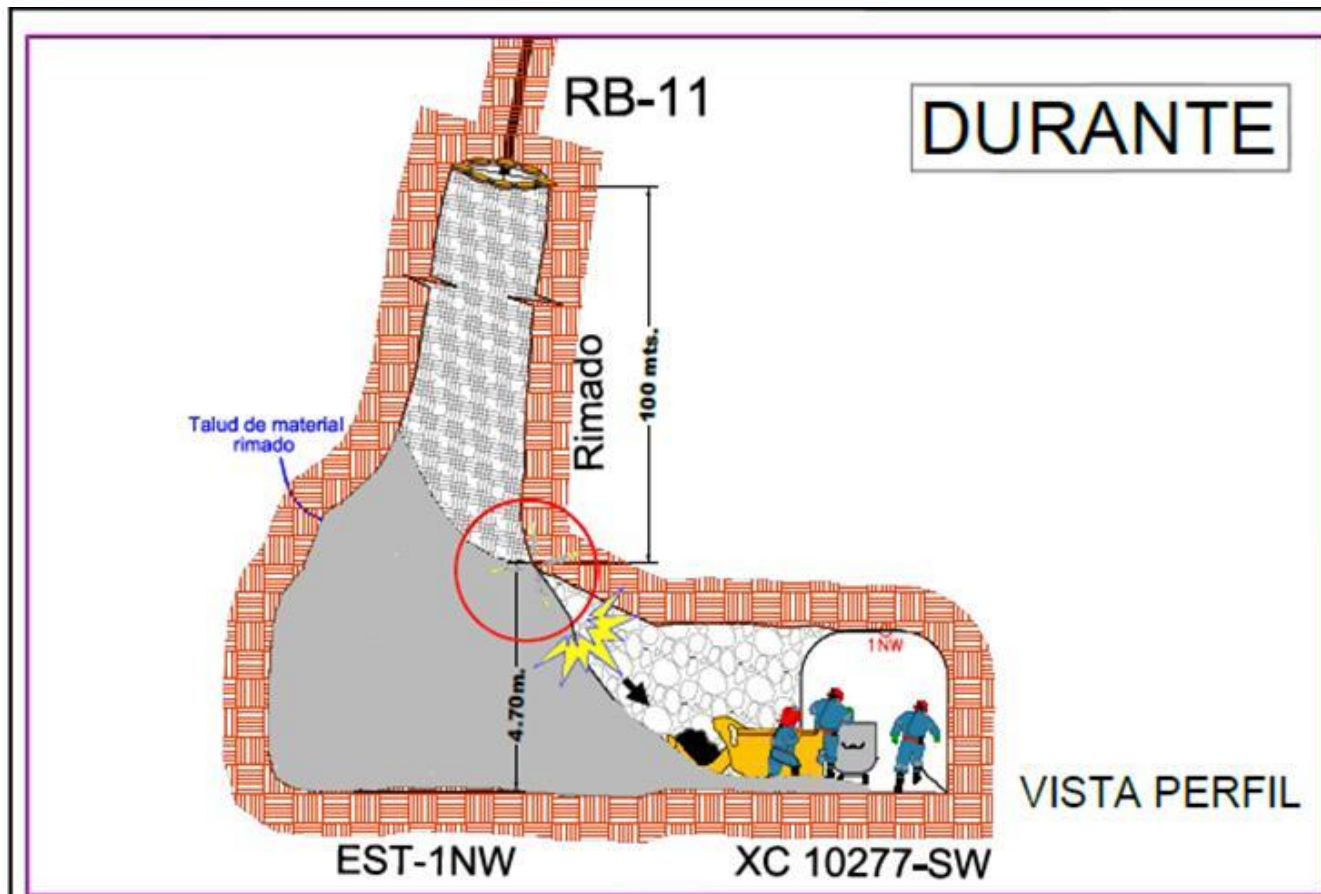 RB-11
DURANTE
Rimado
100 mts.
Talud de material
rimado
1NW
4.70m.
VISTA PERFIL
EST-1NW
XC 10277-SW